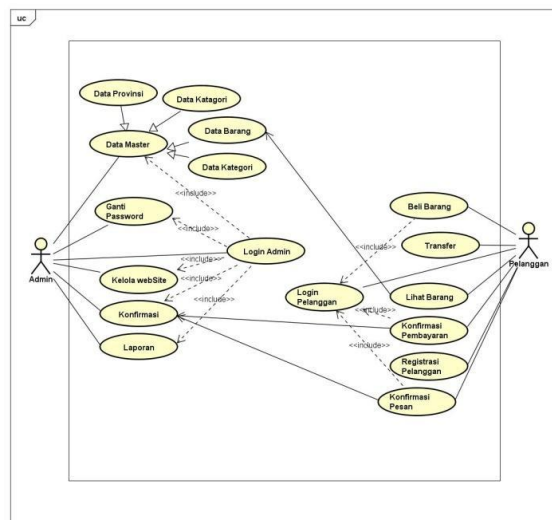 uc
Data Provinsi
Data Katagori
Data Master
Data Barang
Data Kategori
<<include>>
Ganti
Password
<<include>>
Beli Barang
Login Admin
<<include>>
Transfer
Admin
Pelanggan
<<include>>
Kelola webSite
<<include>>
Login
Pelanggan
Lihat Barang
<<include>>
Konfirmasi
<<include>>
Konfirmasi
Pembayaran
Laporan
<<include>>
Registrasi
Pelanggan
Konfirmasi
Pesan